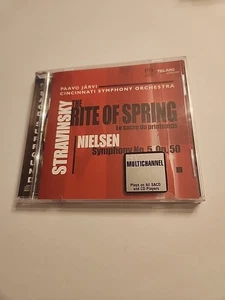 PAAVO JÄRVI
CINCINNATI SYMPHONY ORCHESTRA
TELARC
STRAVINSKY
THE
RITE OF SPRING
Le sacre du printemps
NIELSEN
Symphony No. 5, Op. 50
MULTICHANNEL
Plays on all SACD
and CD Players